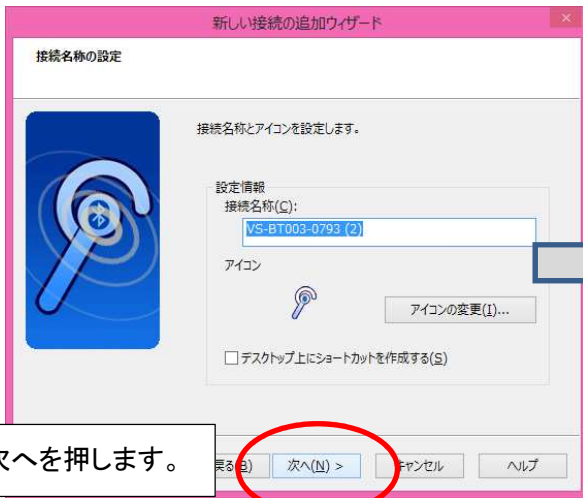 新しい接続の追加ウィザード
接続名称の設定
接続名称とアイコンを設定します。
設定情報
接続名称(C):
VS-BT003-0793 (2)
アイコン
アイコンの変更(I)...
デスクトップ上にショートカットを作成する(S)
次へを押します。
戻る(B) 次へ(N) > キャンセル ヘルプ